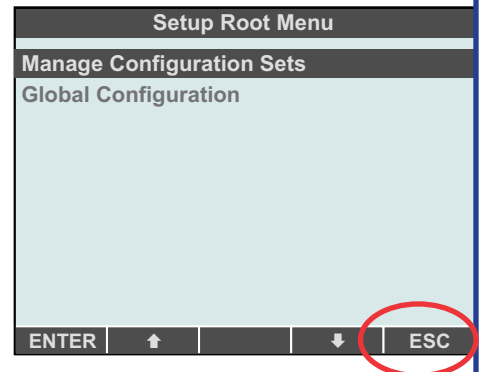 Setup Root Menu
Manage Configuration Sets
Global Configuration
ENTER ESC